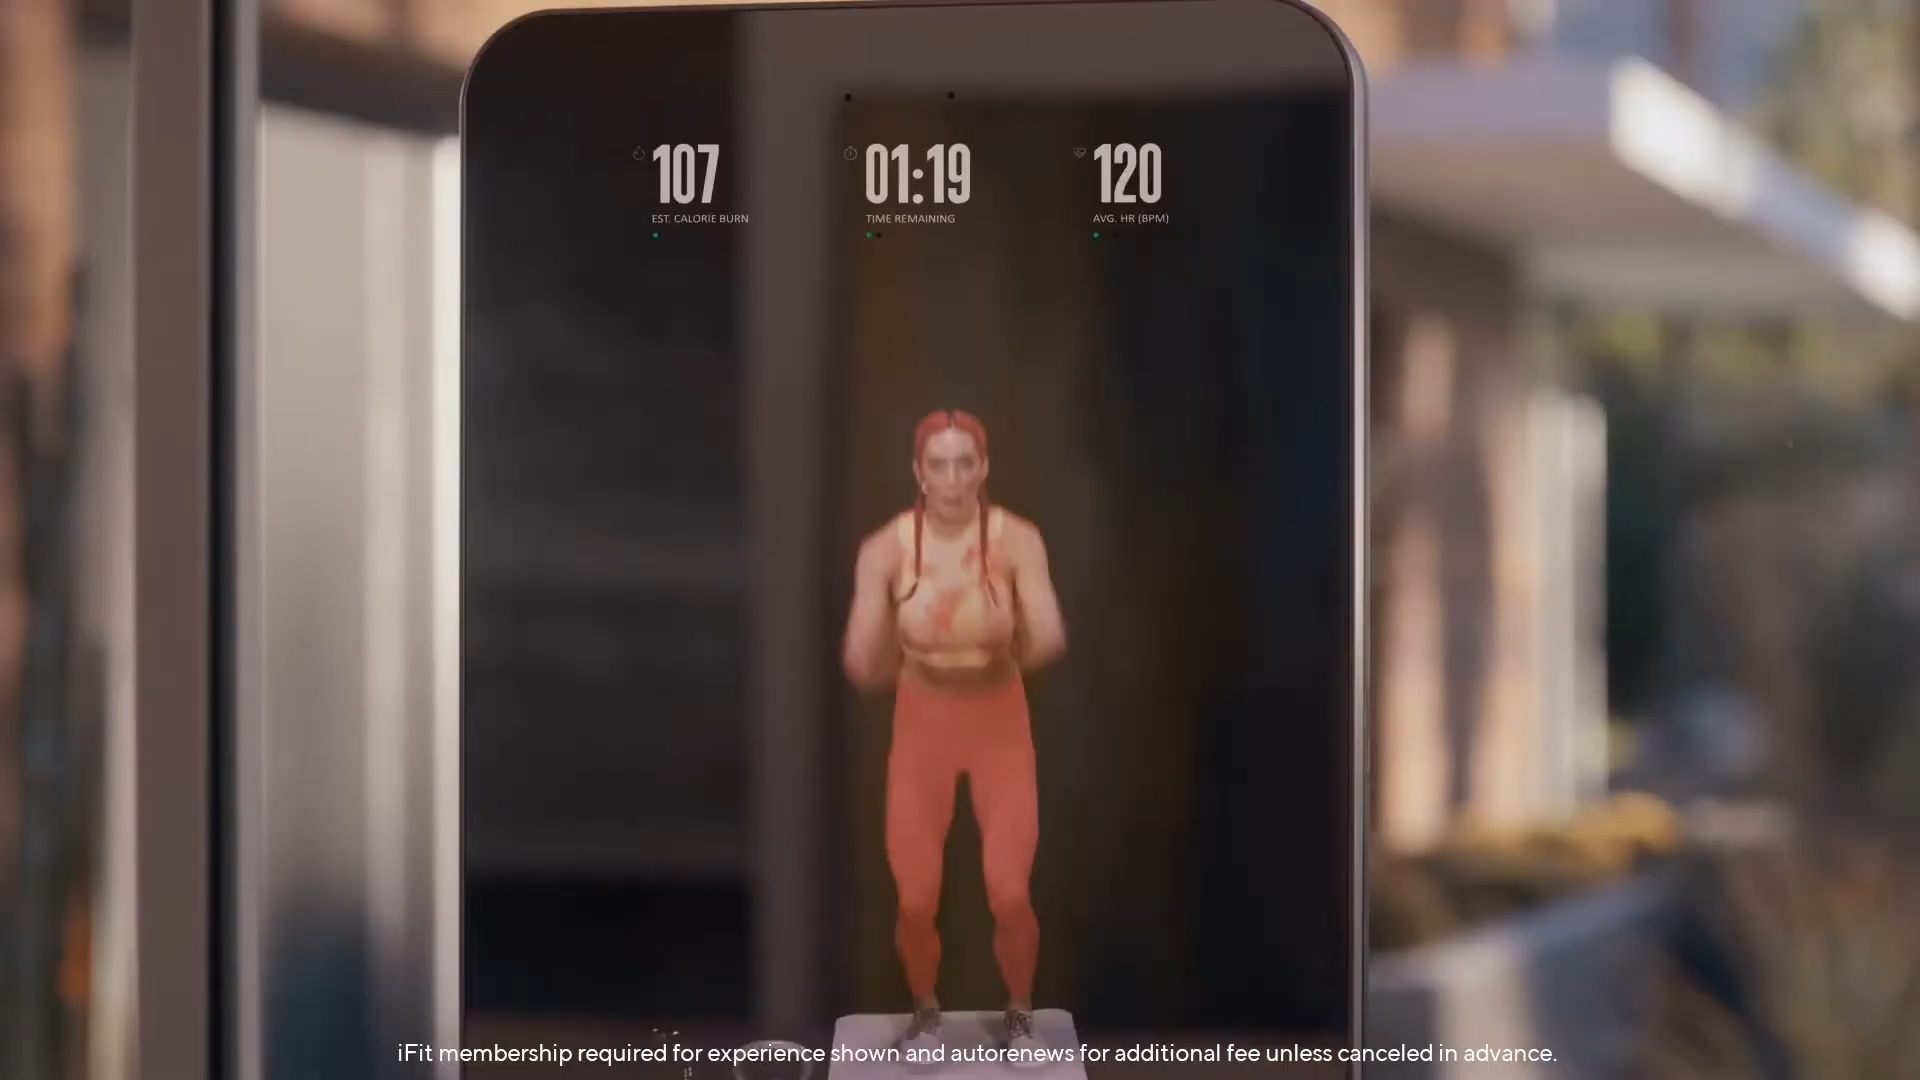 107 01:19 120
EST. CALORIE BURN TIME REMAINING AVG. HR (BPM)
iFit membership required for experience shown and autorenews for additional fee unless canceled in advance.